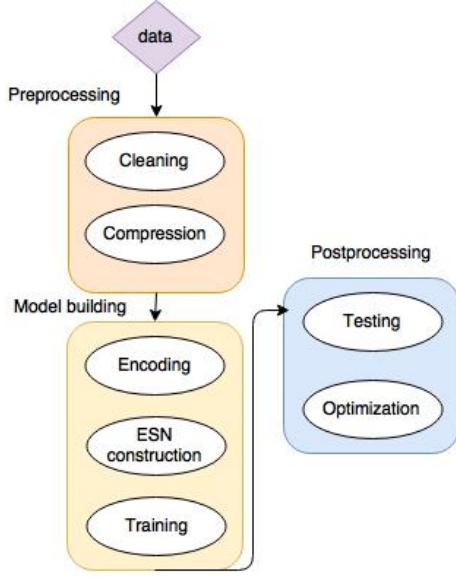 data
Preprocessing
Cleaning
Compression
Model building
Encoding
ESN
construction
Training
Postprocessing
Testing
Optimization